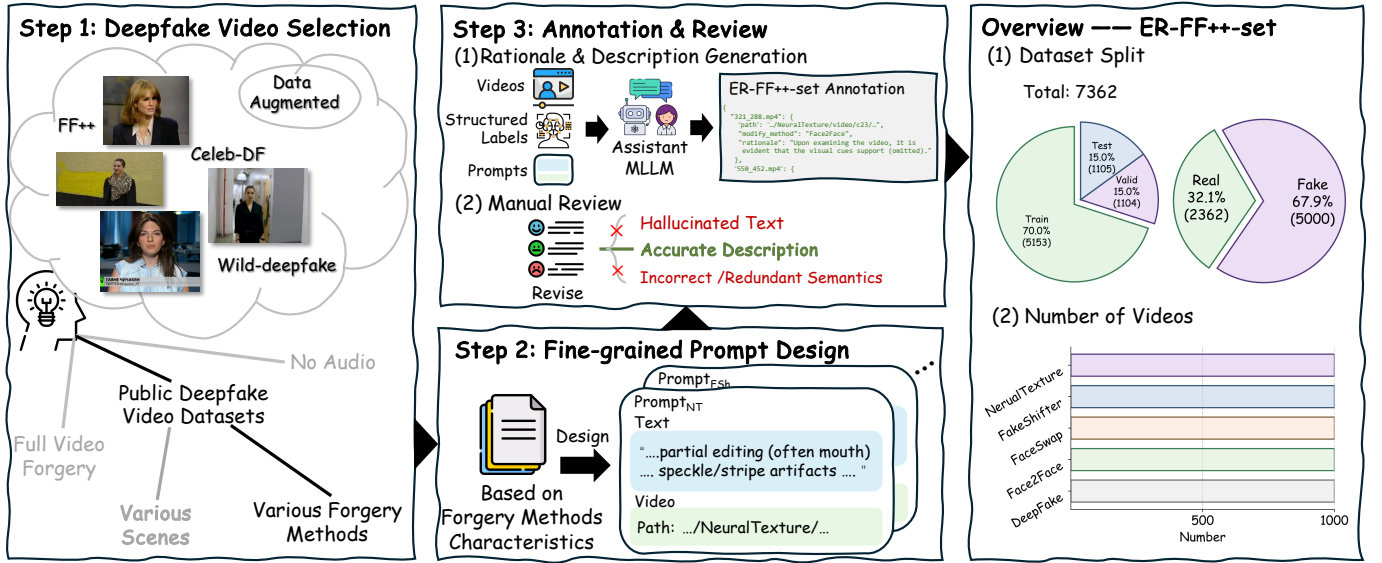 Step 1: Deepfake Video Selection
Data
Augmented
FF++
Celeb-DF
Wild-deepfake
No Audio
Public Deepfake
Video Datasets
Full Video
Forgery
Various
Scenes
Various Forgery
Methods
Step 3: Annotation & Review
(1)Rationale & Description Generation
Videos
Structured
Labels
Prompts
Assistant
MLLM
ER-FF++-set Annotation
{
"321_288.mp4": {
"path": "…/NeuralTexture/video/c23/…",
"modify_method": "Face2Face",
"rationale": "Upon examining the video, it is
evident that the visual cues support (omitted)."
},
"550_452.mp4": {
(2) Manual Review
Revise
Hallucinated Text
Accurate Description
Incorrect /Redundant Semantics
Step 2: Fine-grained Prompt Design
Based on
Forgery Methods
Characteristics
Design
Prompt FSh
Prompt NT
Text
"….partial editing (often mouth)
…. speckle/stripe artifacts …. "
Video
Path: …/NeuralTexture/…
Overview —— ER-FF++-set
(1) Dataset Split
Total: 7362
Test
15.0%
(1105)
Valid
15.0%
(1104)
Train
70.0%
(5153)
Real
32.1%
(2362)
Fake
67.9%
(5000)
(2) Number of Videos
NerualTexture
FakeShifter
FaceSwap
Face2Face
DeepFake
500
1000
Number